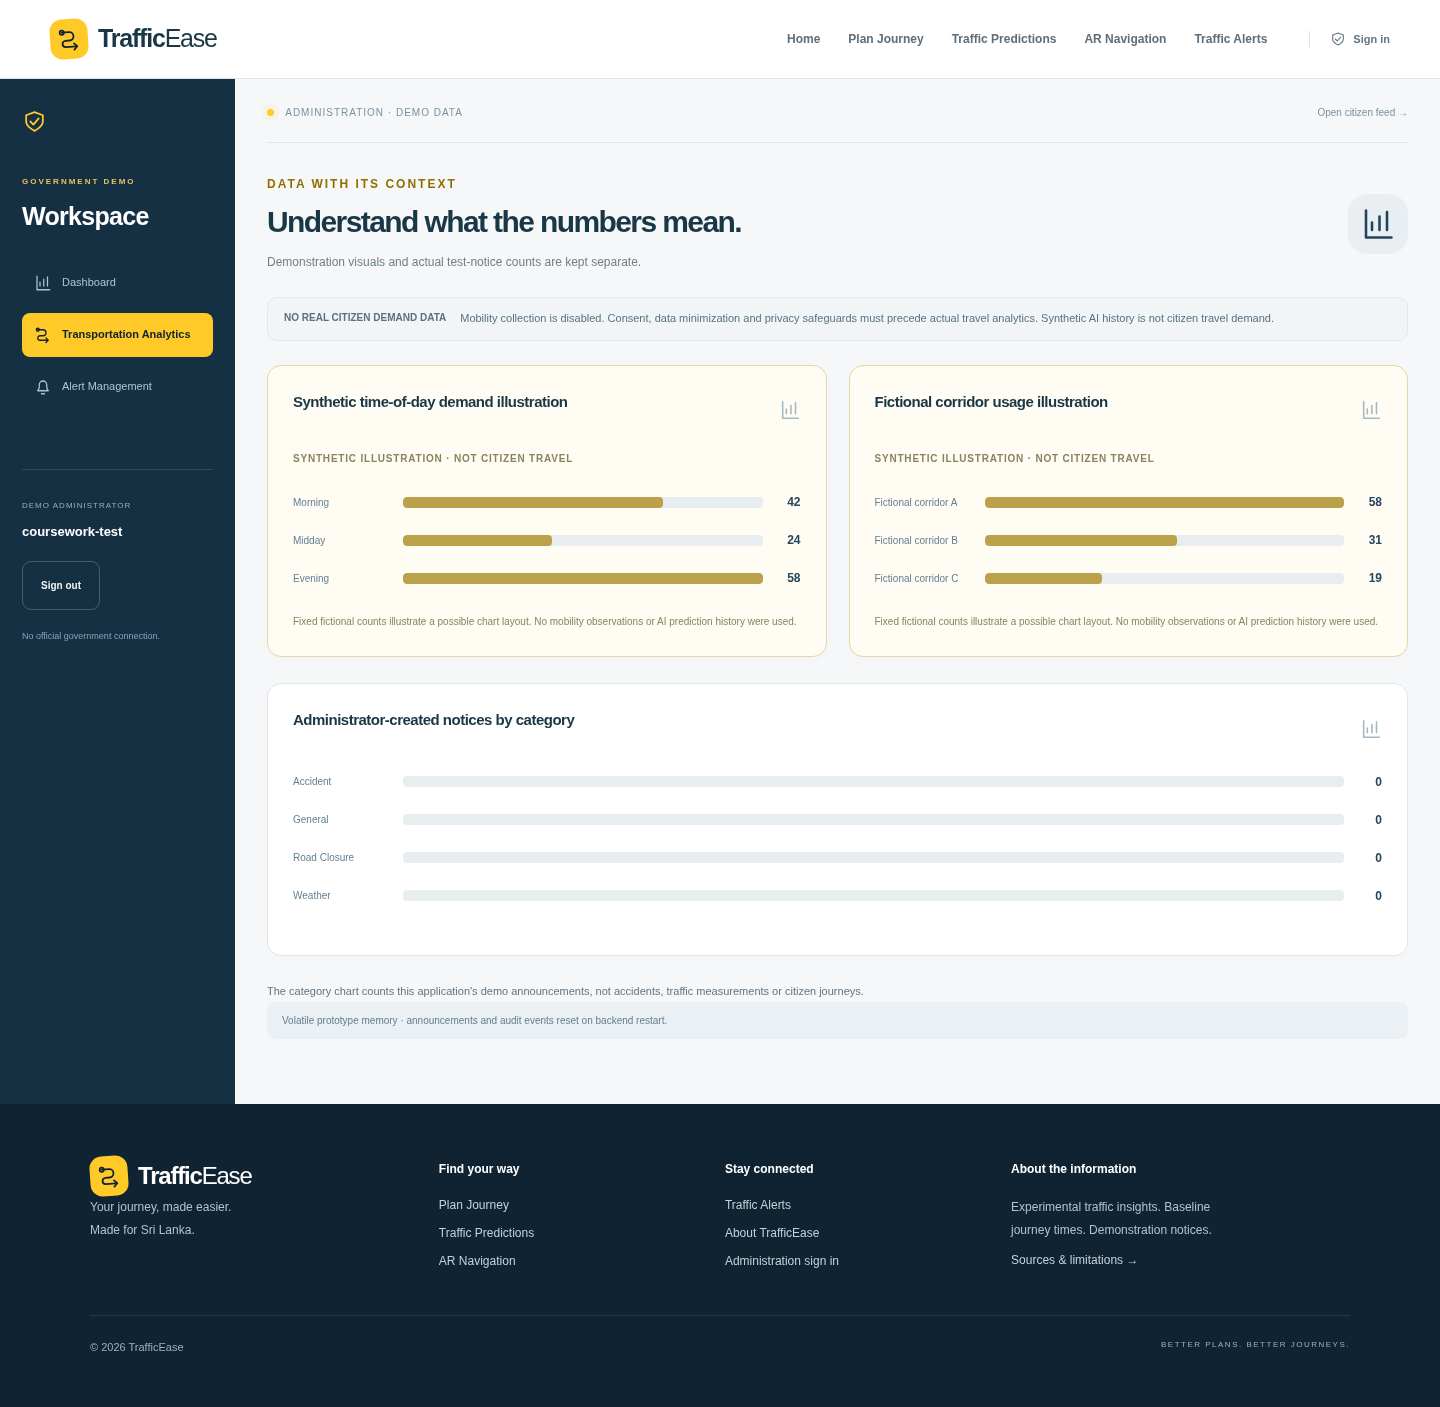 TrafficEase
Home
Plan Journey
Traffic Predictions
AR Navigation
Traffic Alerts
Sign in
GOVERNMENT DEMO
Workspace
Dashboard
Transportation Analytics
Alert Management
DEMO ADMINISTRATOR
coursework-test
Sign out
No official government connection.
ADMINISTRATION · DEMO DATA
Open citizen feed →
DATA WITH ITS CONTEXT
Understand what the numbers mean.
Demonstration visuals and actual test-notice counts are kept separate.
NO REAL CITIZEN DEMAND DATA Mobility collection is disabled. Consent, data minimization and privacy safeguards must precede actual travel analytics. Synthetic AI history is not citizen travel demand.
Synthetic time-of-day demand illustration
SYNTHETIC ILLUSTRATION · NOT CITIZEN TRAVEL
Morning 42
Midday 24
Evening 58
Fixed fictional counts illustrate a possible chart layout. No mobility observations or AI prediction history were used.
Fictional corridor usage illustration
SYNTHETIC ILLUSTRATION · NOT CITIZEN TRAVEL
Fictional corridor A 58
Fictional corridor B 31
Fictional corridor C 19
Fixed fictional counts illustrate a possible chart layout. No mobility observations or AI prediction history were used.
Administrator-created notices by category
Accident 0
General 0
Road Closure 0
Weather 0
The category chart counts this application's demo announcements, not accidents, traffic measurements or citizen journeys.
Volatile prototype memory · announcements and audit events reset on backend restart.
TrafficEase
Your journey, made easier.
Made for Sri Lanka.
Find your way
Plan Journey
Traffic Predictions
AR Navigation
Stay connected
Traffic Alerts
About TrafficEase
Administration sign in
About the information
Experimental traffic insights. Baseline
journey times. Demonstration notices.
Sources & limitations →
© 2026 TrafficEase
BETTER PLANS. BETTER JOURNEYS.